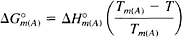 ΔG°m(A) = ΔH°m(A) ( (Tm(A) − T) / Tm(A) )